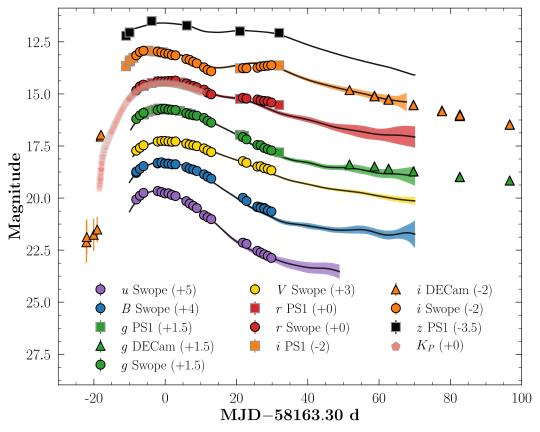 12.5
15.0
17.5
20.0
22.5
25.0
27.5
Magnitude
u Swope (+5)
B Swope (+4)
g PS1 (+1.5)
g DECam (+1.5)
g Swope (+1.5)
V Swope (+3)
r PS1 (+0)
r Swope (+0)
i PS1 (-2)
i DECam (-2)
i Swope (-2)
z PS1 (-3.5)
K_P (+0)
-20 0 20 40 60 80 100
MJD−58163.30 d